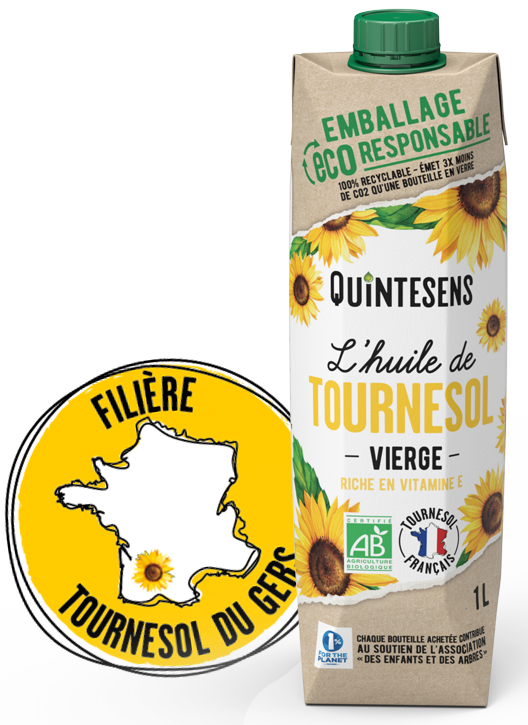 EMBALLAGE
éco RESPONSABLE
100% RECYCLABLE - ÉMET 3X MOINS
DE CO2 QU'UNE BOUTEILLE EN VERRE
QUiNTESENS
L'huile de
TOURNESOL
- VIERGE -
RICHE EN VITAMINE E
CERTIFIÉ
AB
AGRICULTURE
BIOLOGIQUE
TOURNESOL
FRANÇAIS
1L
1%
FOR THE
PLANET
CHAQUE BOUTEILLE ACHETÉE CONTRIBUE
AU SOUTIEN DE L'ASSOCIATION
« DES ENFANTS ET DES ARBRES »
FILIÈRE
TOURNESOL DU GERS